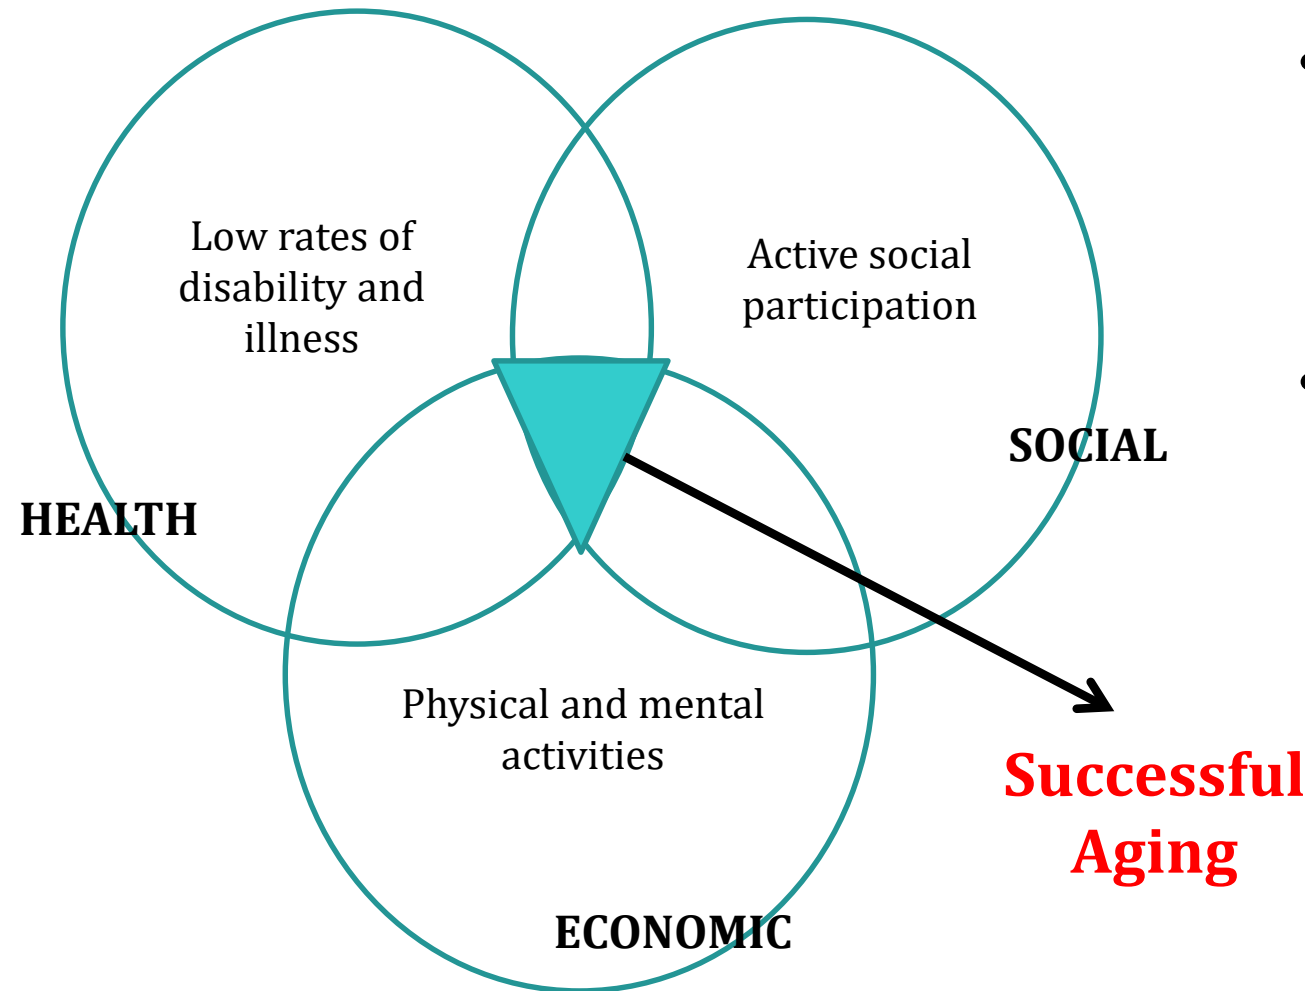 Low rates of
disability and
illness
Active social
participation
SOCIAL
HEALTH
Physical and mental
activities
Successful
Aging
ECONOMIC